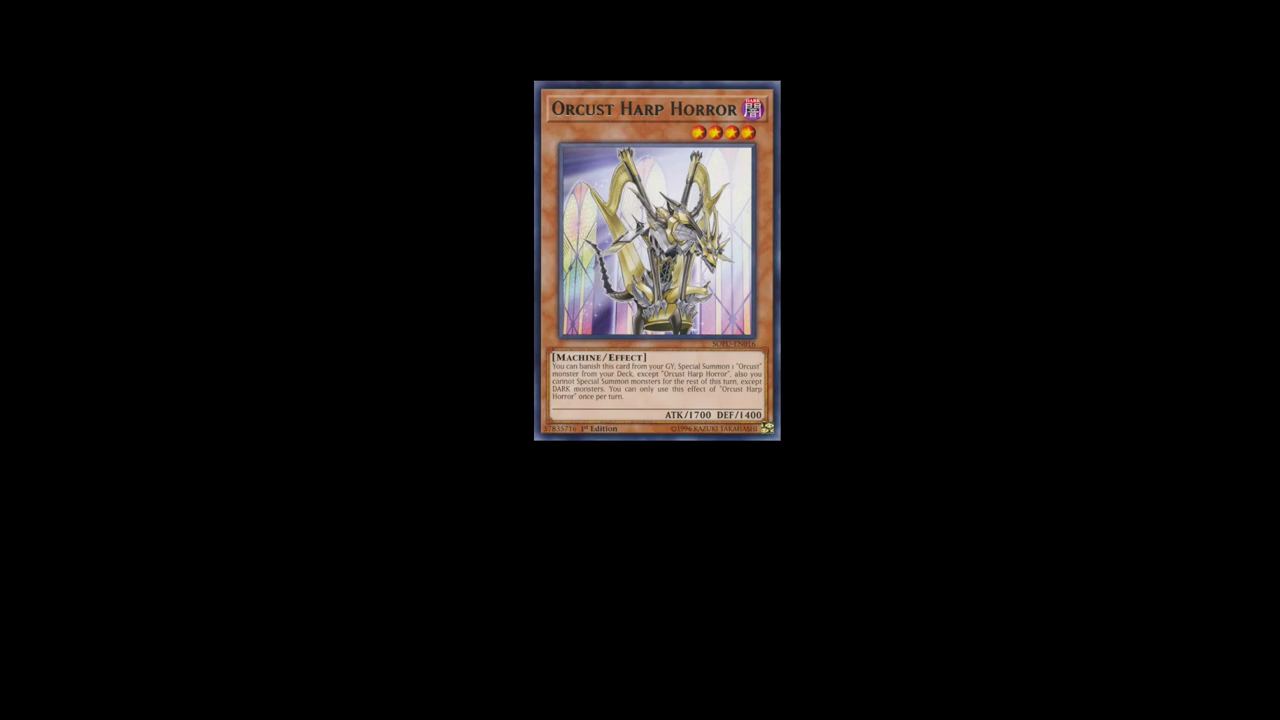 ORCUST HARP HORROR
DARK
闇
SOFU-EN016
[MACHINE/EFFECT]
You can banish this card from your GY; Special Summon 1 "Orcust"
monster from your Deck, except "Orcust Harp Horror", also you
cannot Special Summon monsters for the rest of this turn, except
DARK monsters. You can only use this effect of "Orcust Harp
Horror" once per turn.
ATK/1700 DEF/1400
57835716 1st Edition ©1996 KAZUKI TAKAHASHI